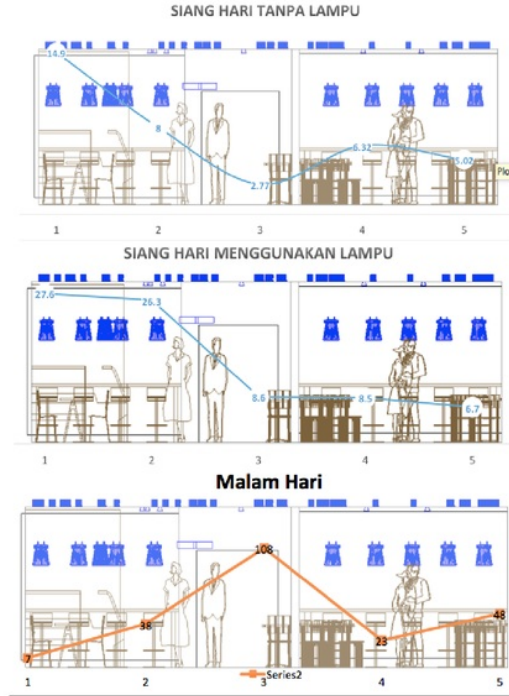 SIANG HARI TANPA LAMPU
14.9
8
2.77
6.32
5.02
Plo
1 2 3 4 5
SIANG HARI MENGGUNAKAN LAMPU
27.6
26.3
8.6
8.5
6.7
1 2 3 4 5
Malam Hari
7
38
108
23
48
Series2
1 2 3 4 5